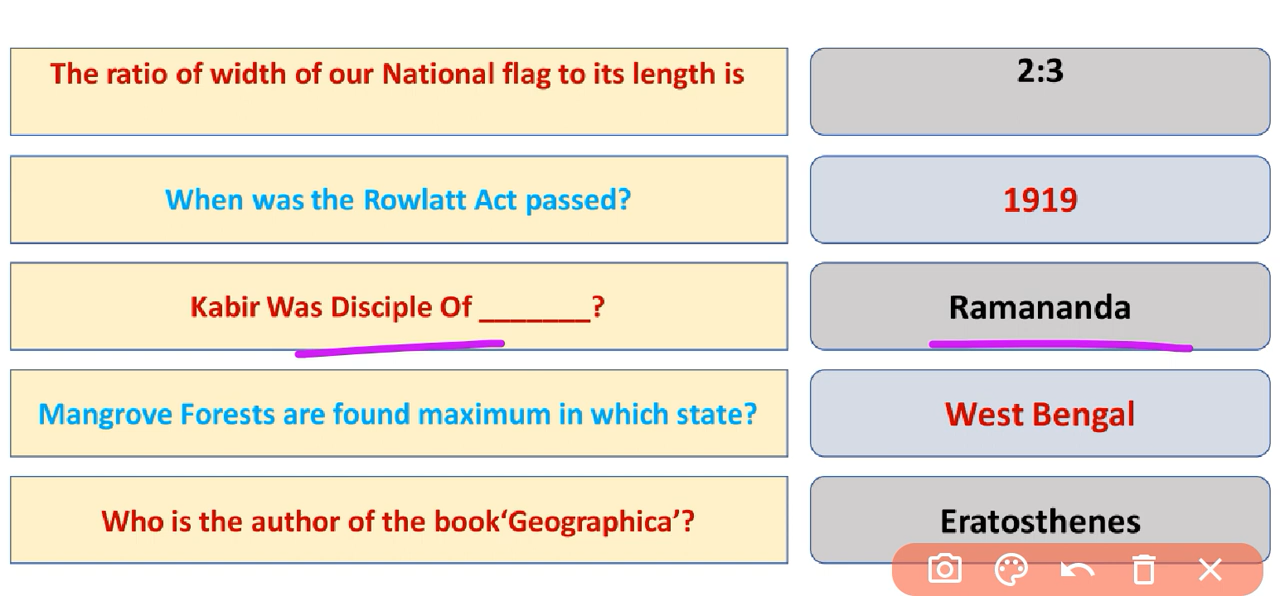 The ratio of width of our National flag to its length is
2:3
When was the Rowlatt Act passed?
1919
Kabir Was Disciple Of _______?
Ramananda
Mangrove Forests are found maximum in which state?
West Bengal
Who is the author of the book‘Geographica’?
Eratosthenes